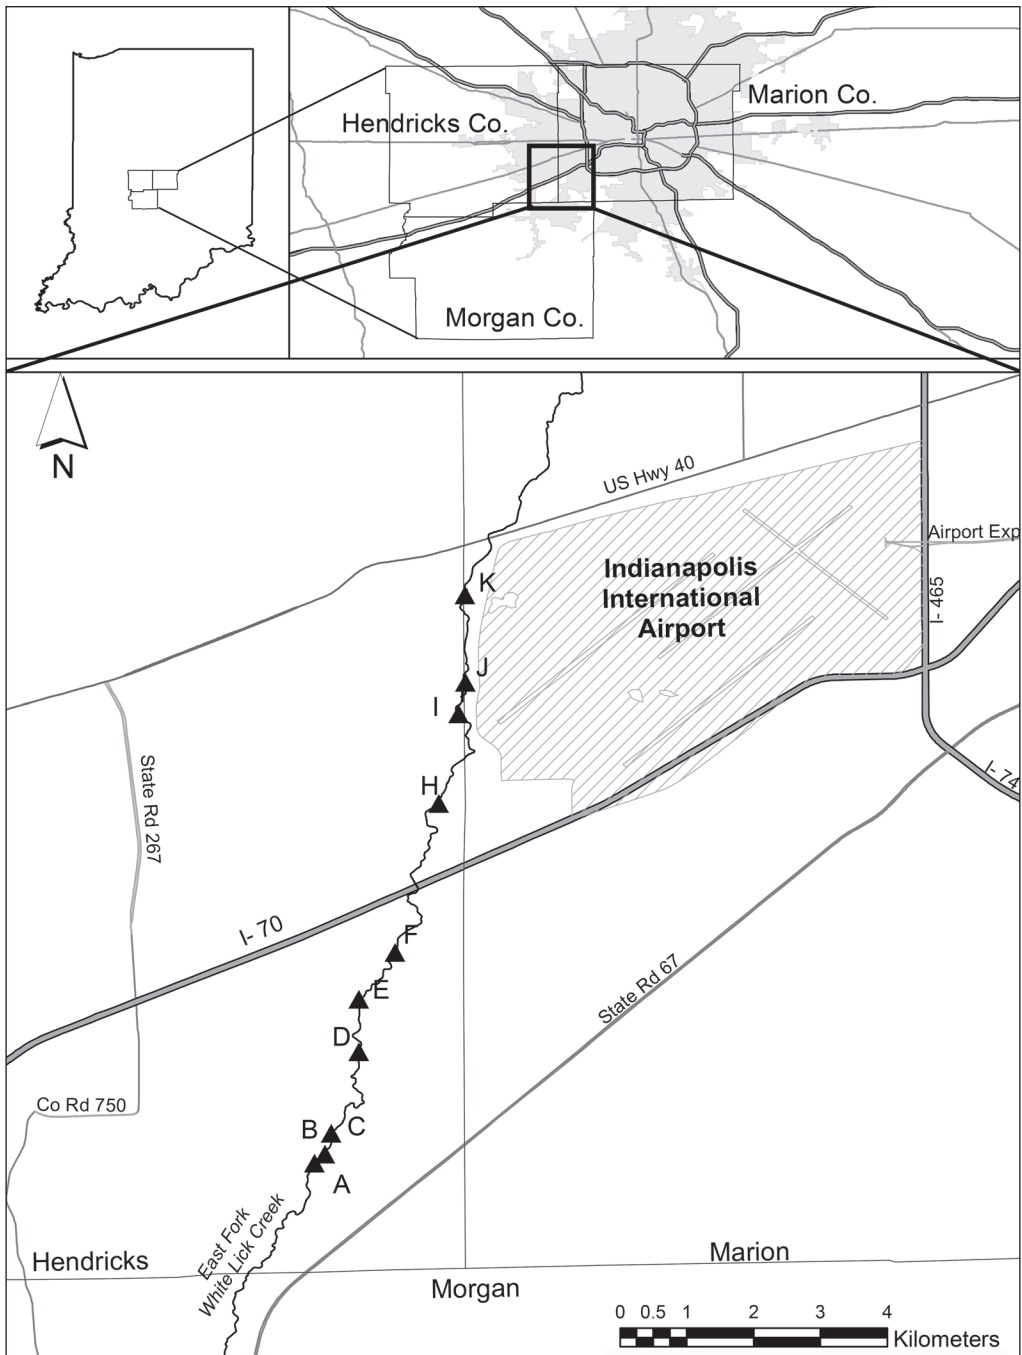 Marion Co.
Hendricks Co.
Morgan Co.
N
US Hwy 40
Airport Exp
Indianapolis
International
Airport
I- 465
K
J
I
State Rd 267
I- 74
H
I- 70
F
State Rd 67
E
D
Co Rd 750
B
C
A
East Fork
White Lick Creek
Hendricks
Marion
Morgan
0 0.5 1 2 3 4
Kilometers